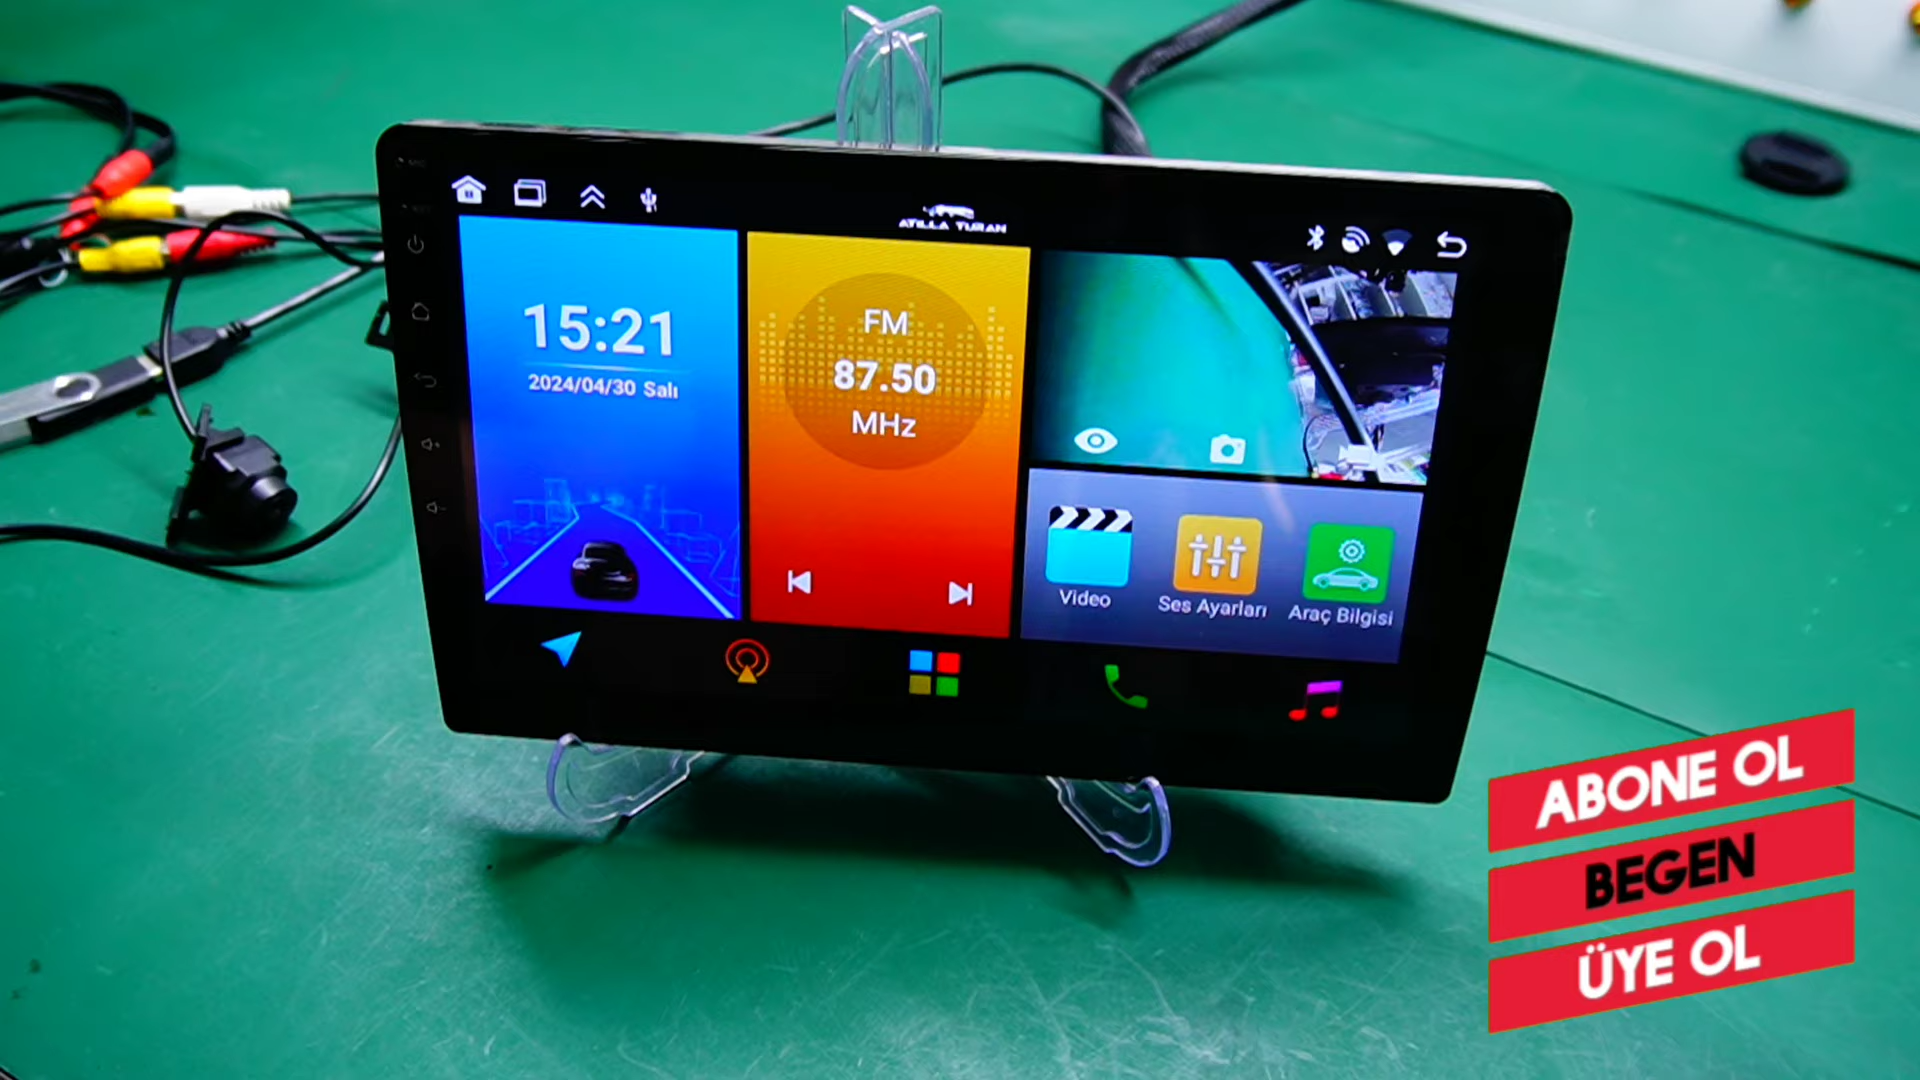 ATILLA TURAN
15:21
2024/04/30 Salı
FM
87.50
MHz
Video
Ses Ayarları
Araç Bilgisi
ABONE OL
BEGEN
ÜYE OL